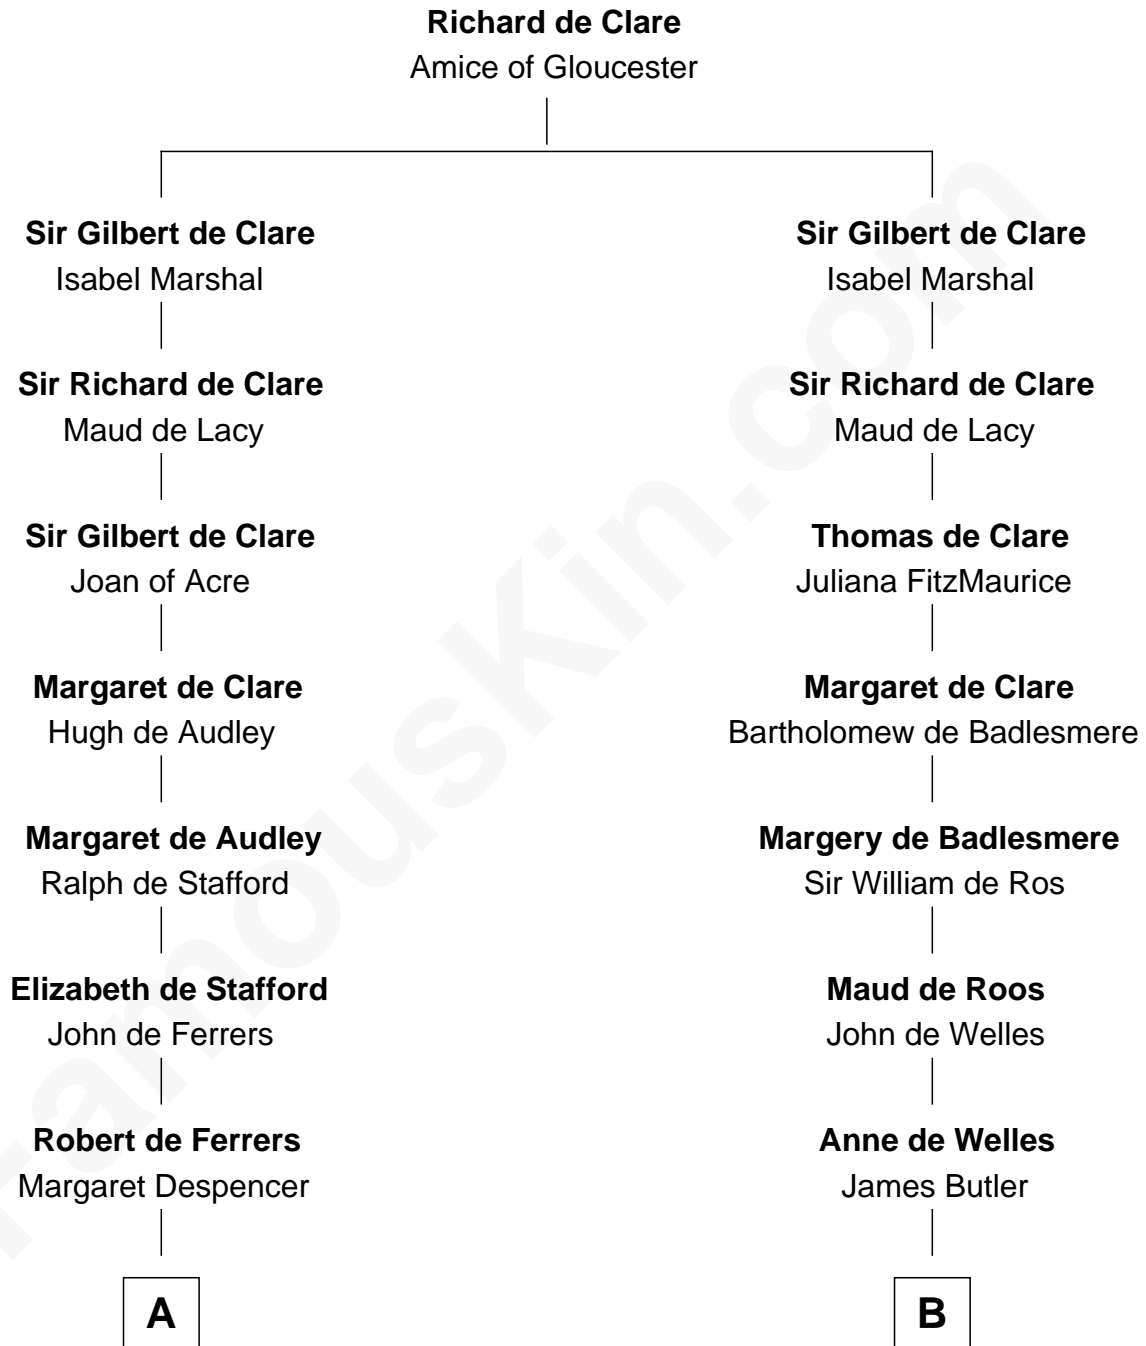 Richard de Clare
Amice of Gloucester
Sir Gilbert de Clare
Isabel Marshal
Sir Richard de Clare
Maud de Lacy
Sir Gilbert de Clare
Joan of Acre
Margaret de Clare
Hugh de Audley
Margaret de Audley
Ralph de Stafford
Elizabeth de Stafford
John de Ferrers
Robert de Ferrers
Margaret Despencer
A
Sir Gilbert de Clare
Isabel Marshal
Sir Richard de Clare
Maud de Lacy
Thomas de Clare
Juliana FitzMaurice
Margaret de Clare
Bartholomew de Badlesmere
Margery de Badlesmere
Sir William de Ros
Maud de Roos
John de Welles
Anne de Welles
James Butler
B
FamousKin.com